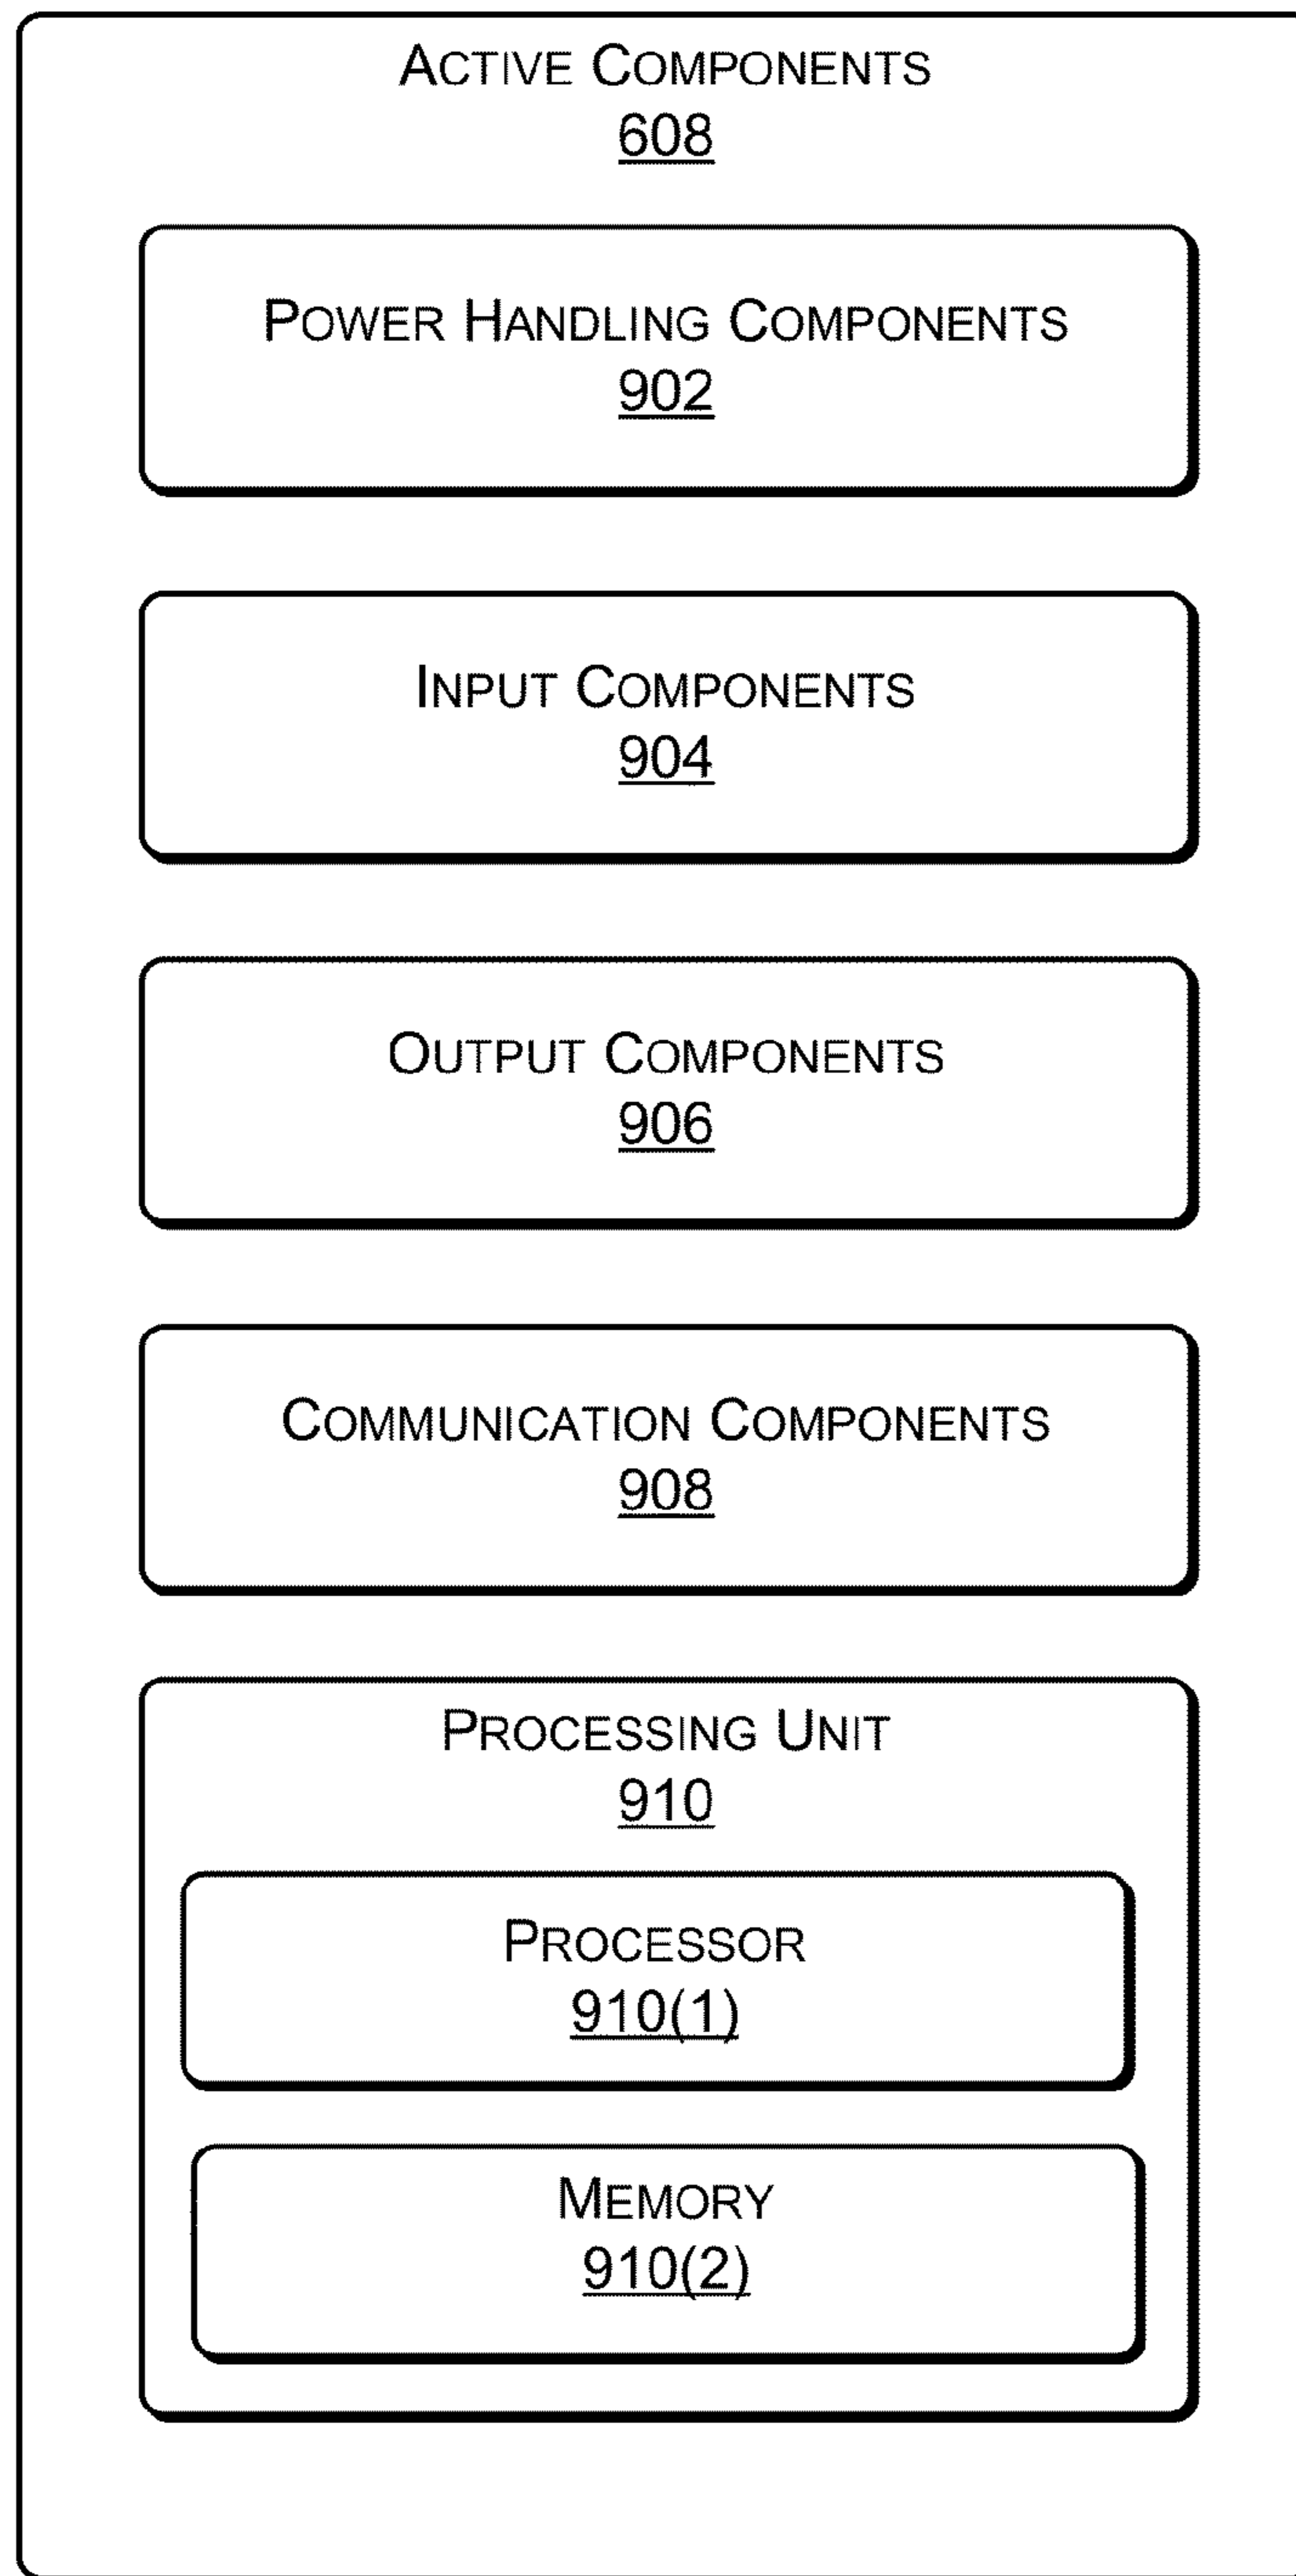 ACTIVE COMPONENTS
608
POWER HANDLING COMPONENTS
902
INPUT COMPONENTS
904
OUTPUT COMPONENTS
906
COMMUNICATION COMPONENTS
908
PROCESSING UNIT
910
PROCESSOR
910(1)
MEMORY
910(2)